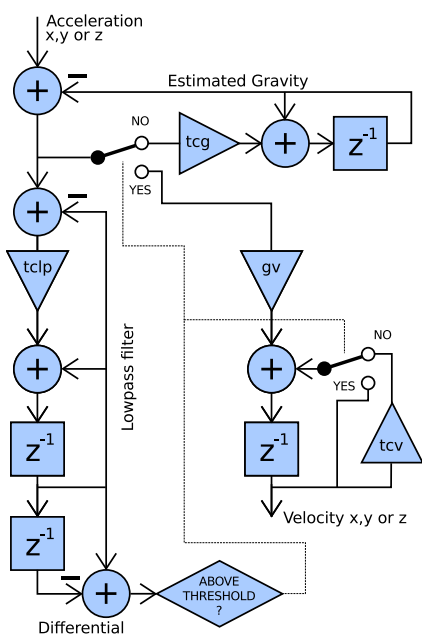 Acceleration
x,y or z
Estimated Gravity
+
NO
tcg
+
z-1
YES
+
tclp
gv
Lowpass filter
+
+
NO
YES
z-1
z-1
tcv
z-1
Velocity x,y or z
+
ABOVE
THRESHOLD
?
Differential